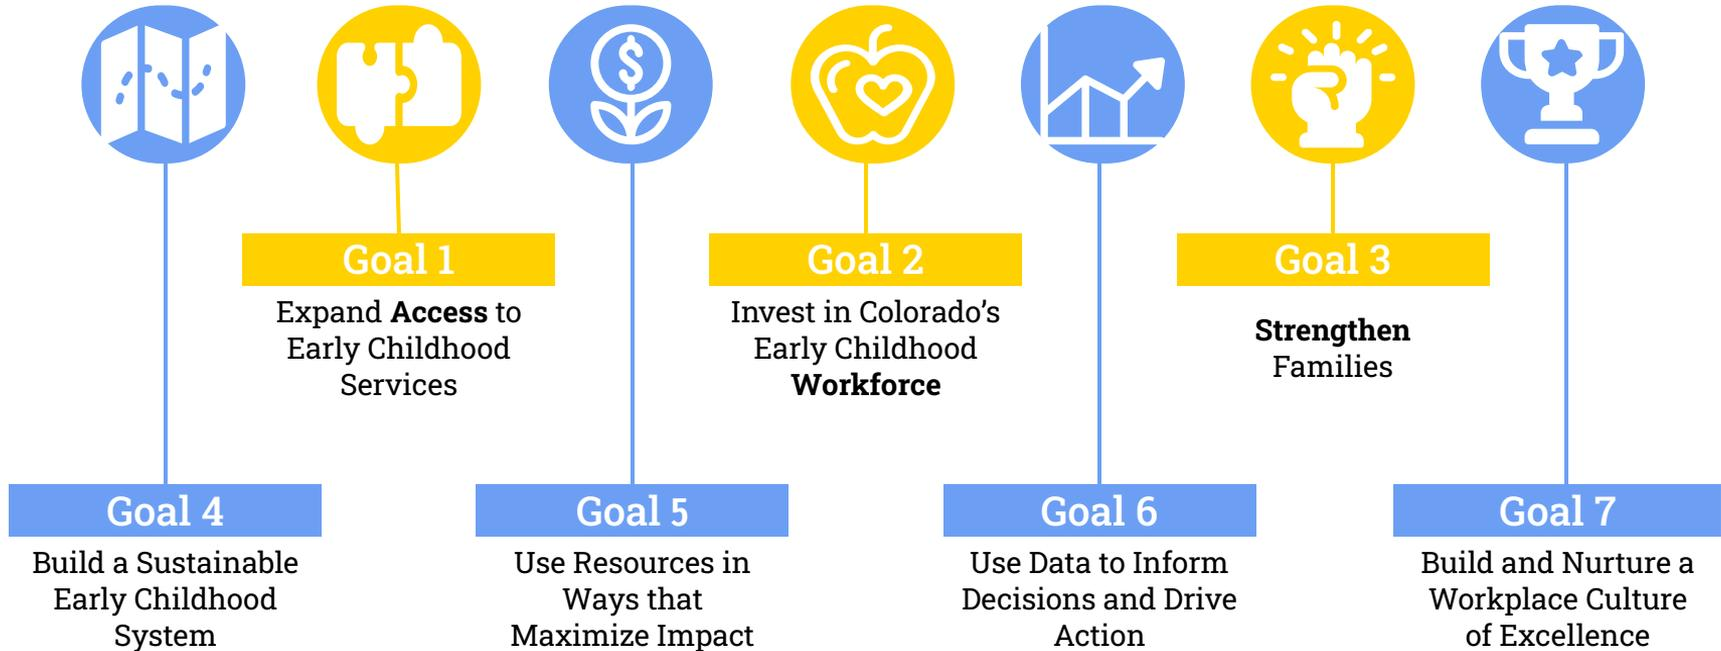 Goal 1
Expand Access to
Early Childhood
Services
Goal 2
Invest in Colorado’s
Early Childhood
Workforce
Goal 3
Strengthen
Families
Goal 4
Build a Sustainable
Early Childhood
System
Goal 5
Use Resources in
Ways that
Maximize Impact
Goal 6
Use Data to Inform
Decisions and Drive
Action
Goal 7
Build and Nurture a
Workplace Culture
of Excellence